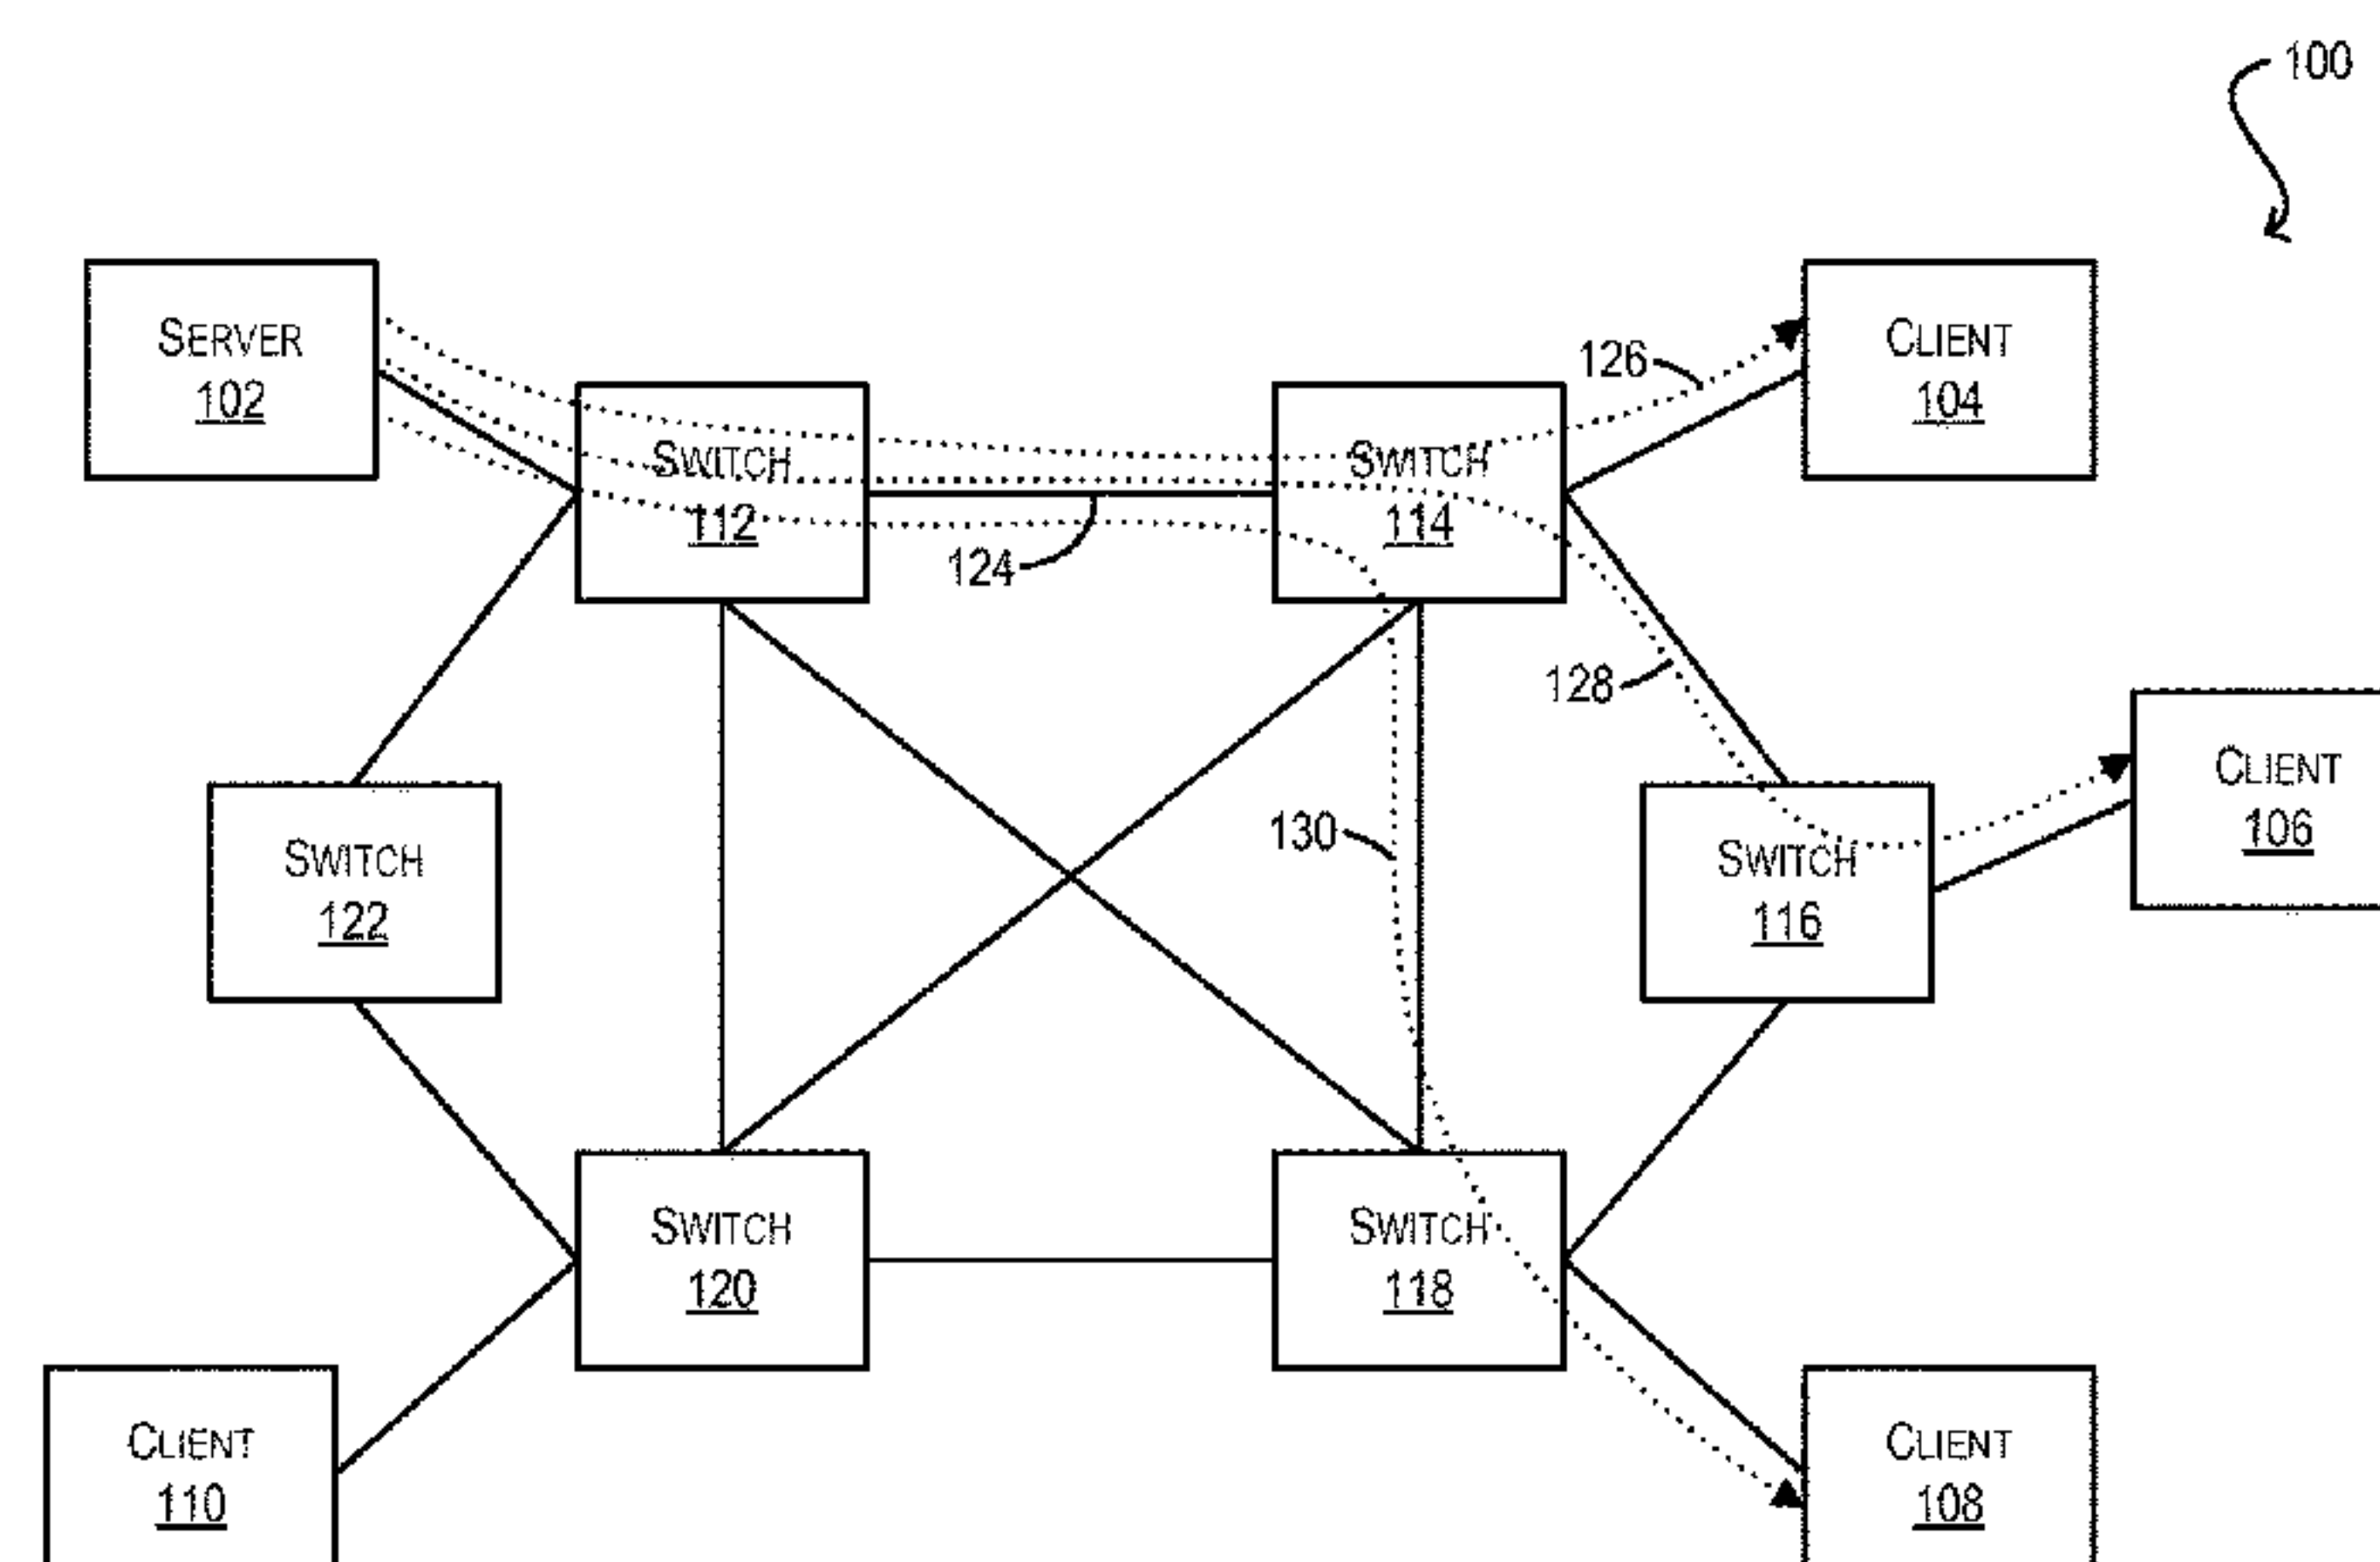 100
SERVER
102
126
CLIENT
104
SWITCH
112
SWITCH
114
124
128
CLIENT
106
SWITCH
122
130
SWITCH
116
SWITCH
120
SWITCH
118
CLIENT
110
CLIENT
108